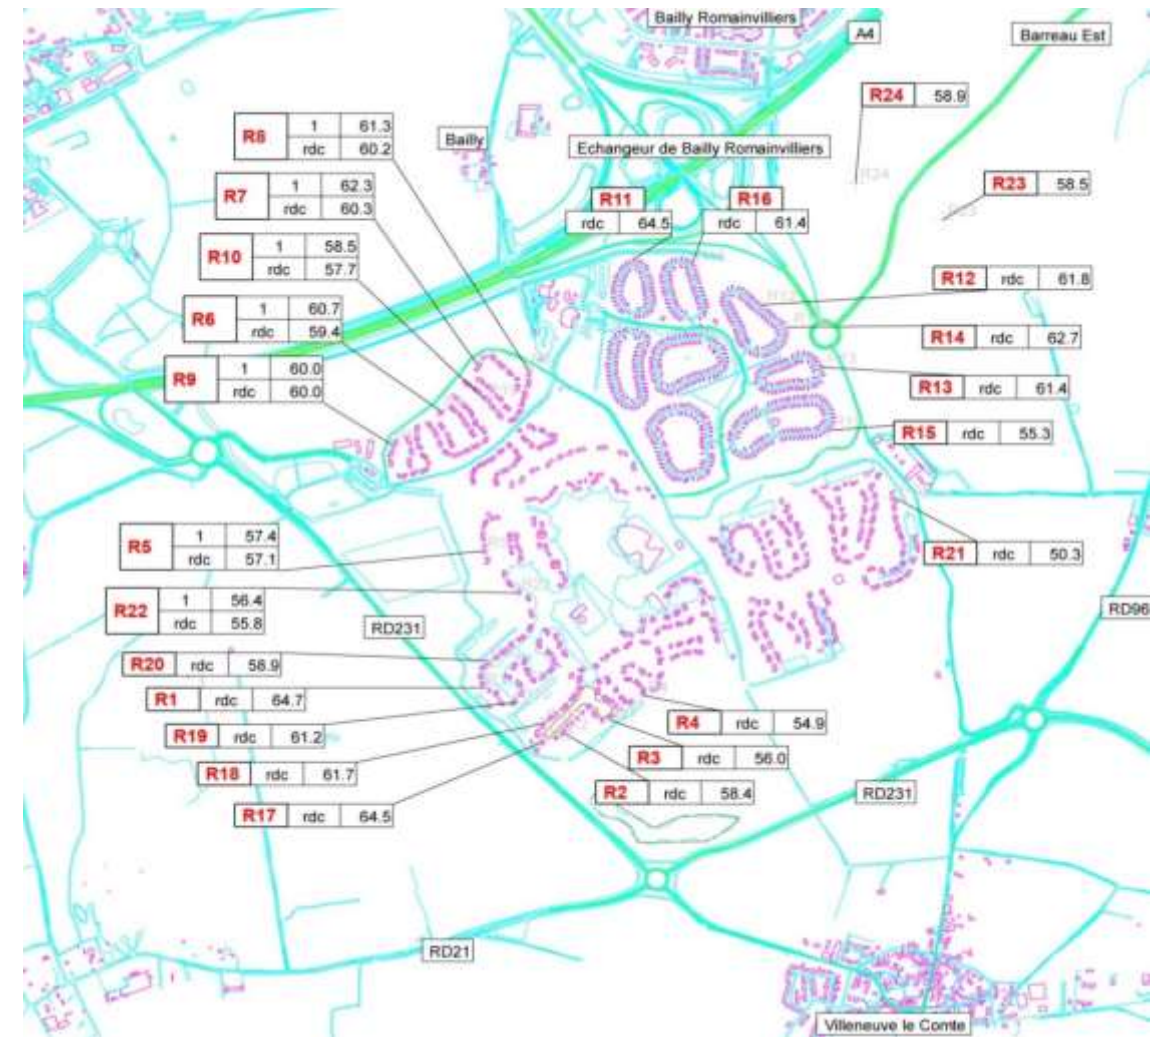 Bailly Romainvilliers
A4
Barreau Est
R24 58.9
R8 1 61.3
rdc 60.2
Bailly
Echangeur de Bailly Romainvilliers
R24
R7 1 62.3
rdc 60.3
R11
rdc 64.5
R16
rdc 61.4
R23 58.5
R10 1 58.5
rdc 57.7
R12 rdc 61.8
R6 1 60.7
rdc 59.4
R14 rdc 62.7
R9 1 60.0
rdc 60.0
R13 rdc 61.4
R15 rdc 55.3
R5 1 57.4
rdc 57.1
R21 rdc 50.3
R22 1 56.4
rdc 55.8
RD231
RD96
R20 rdc 58.9
R1 rdc 64.7
R4 rdc 54.9
R19 rdc 61.2
R3 rdc 56.0
R18 rdc 61.7
R2 rdc 58.4
RD231
R17 rdc 64.5
RD21
Villeneuve le Comte